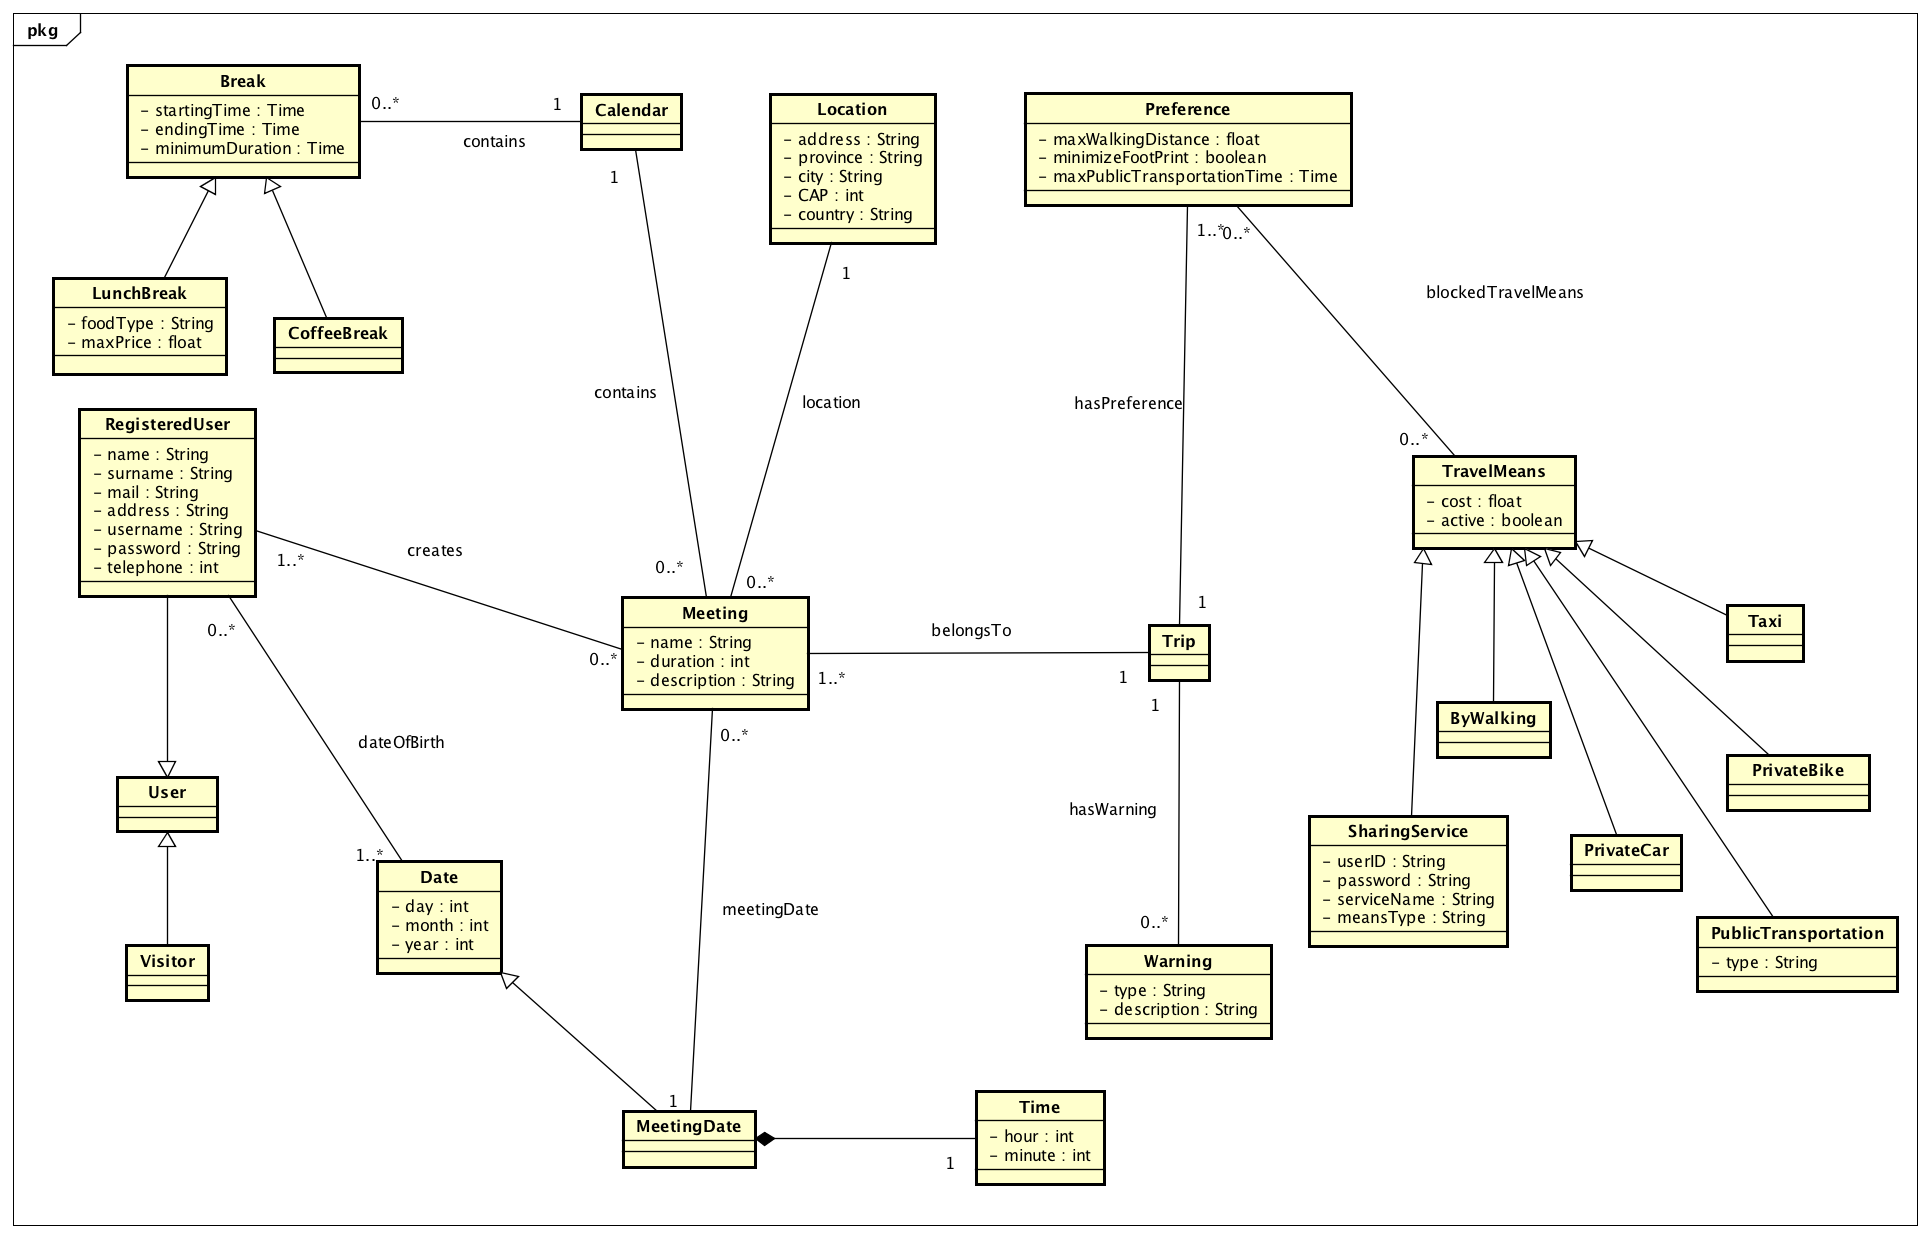 pkg
Break
- startingTime : Time
- endingTime : Time
- minimumDuration : Time
0..*
1
contains
Calendar
1
Location
- address : String
- province : String
- city : String
- CAP : int
- country : String
1
Preference
- maxWalkingDistance : float
- minimizeFootPrint : boolean
- maxPublicTransportationTime : Time
1..*
0..*
blockedTravelMeans
LunchBreak
- foodType : String
- maxPrice : float
CoffeeBreak
contains
location
hasPreference
0..*
RegisteredUser
- name : String
- surname : String
- mail : String
- address : String
- username : String
- password : String
- telephone : int
1..*
creates
0..*
0..*
0..*
0..*
TravelMeans
- cost : float
- active : boolean
Meeting
- name : String
- duration : int
- description : String
belongsTo
1..*
1
1
Trip
1
Taxi
ByWalking
PrivateBike
0..*
dateOfBirth
1..*
User
hasWarning
SharingService
- userID : String
- password : String
- serviceName : String
- meansType : String
PrivateCar
Date
- day : int
- month : int
- year : int
meetingDate
0..*
PublicTransportation
- type : String
Visitor
Warning
- type : String
- description : String
1
MeetingDate
1
Time
- hour : int
- minute : int